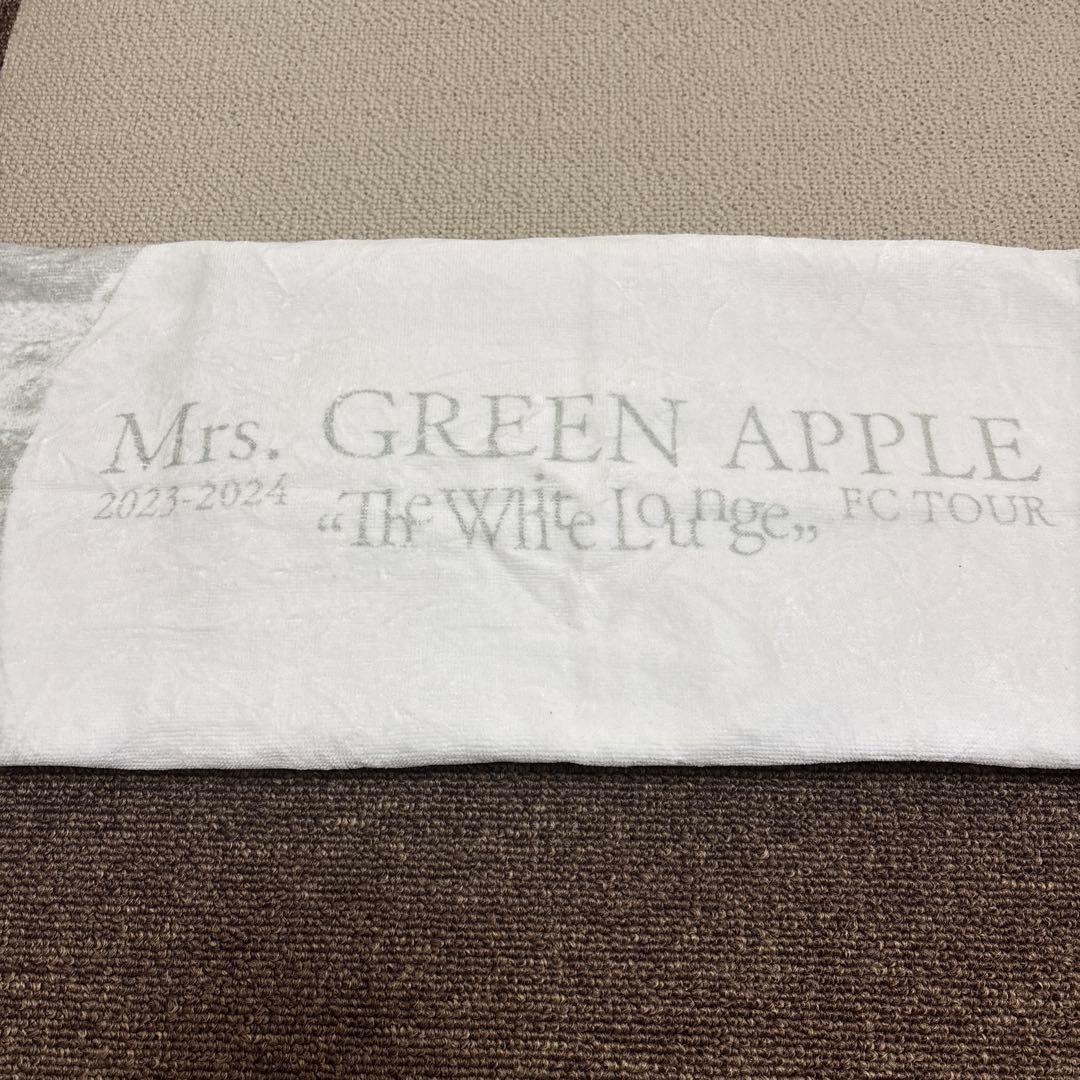 Mrs. GREEN APPLE
2023-2024 “The White Lounge„ FC TOUR